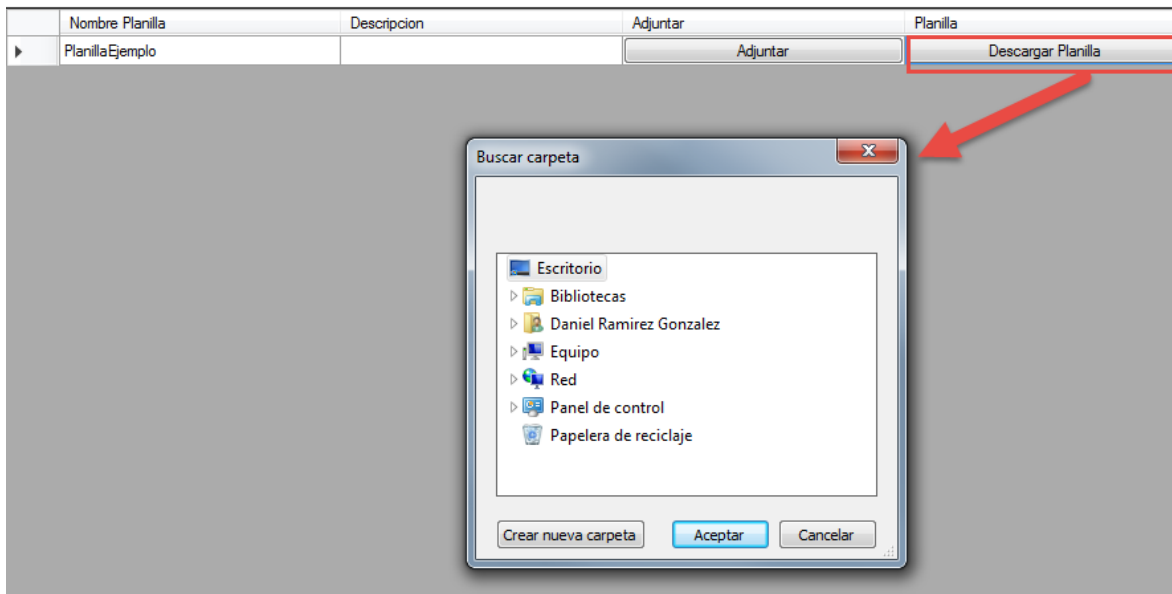 Nombre Planilla Descripcion Adjuntar Planilla
PlanillaEjemplo Adjuntar Descargar Planilla
Buscar carpeta
Escritorio
Bibliotecas
Daniel Ramirez Gonzalez
Equipo
Red
Panel de control
Papelera de reciclaje
Crear nueva carpeta Aceptar Cancelar